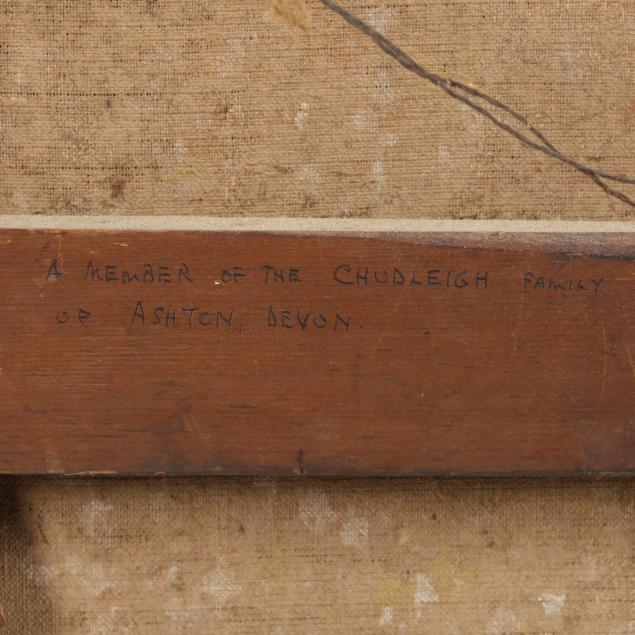 A MEMBER OF THE CHUDLEIGH FAMILY
OF ASHTON, DEVON.